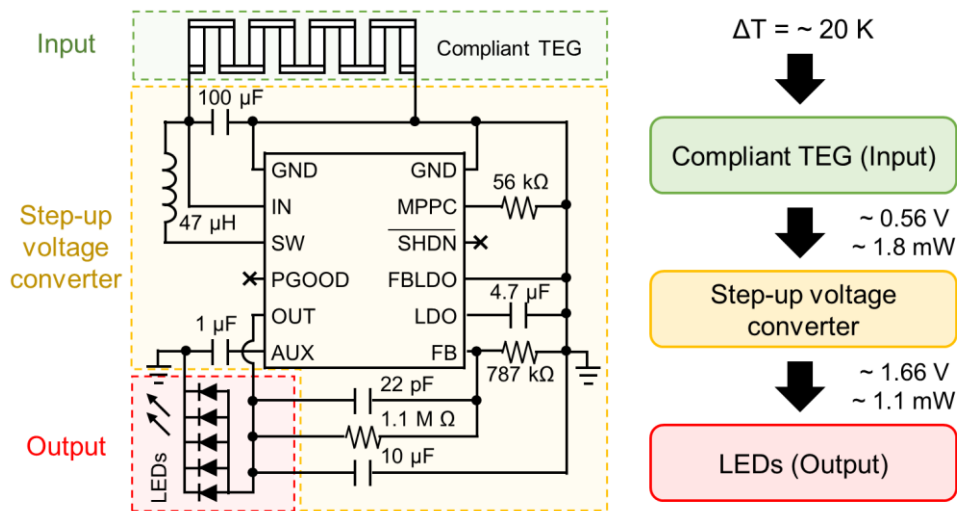 Input
Compliant TEG
100 µF
47 µH
Step-up
voltage
converter
GND
IN
SW
PGOOD
OUT
AUX
GND
MPPC
SHDN
FBLDO
LDO
FB
56 kΩ
4.7 µF
787 kΩ
1 µF
22 pF
1.1 M Ω
10 µF
Output
LEDs
ΔT = ~ 20 K
Compliant TEG (Input)
~ 0.56 V
~ 1.8 mW
Step-up voltage
converter
~ 1.66 V
~ 1.1 mW
LEDs (Output)